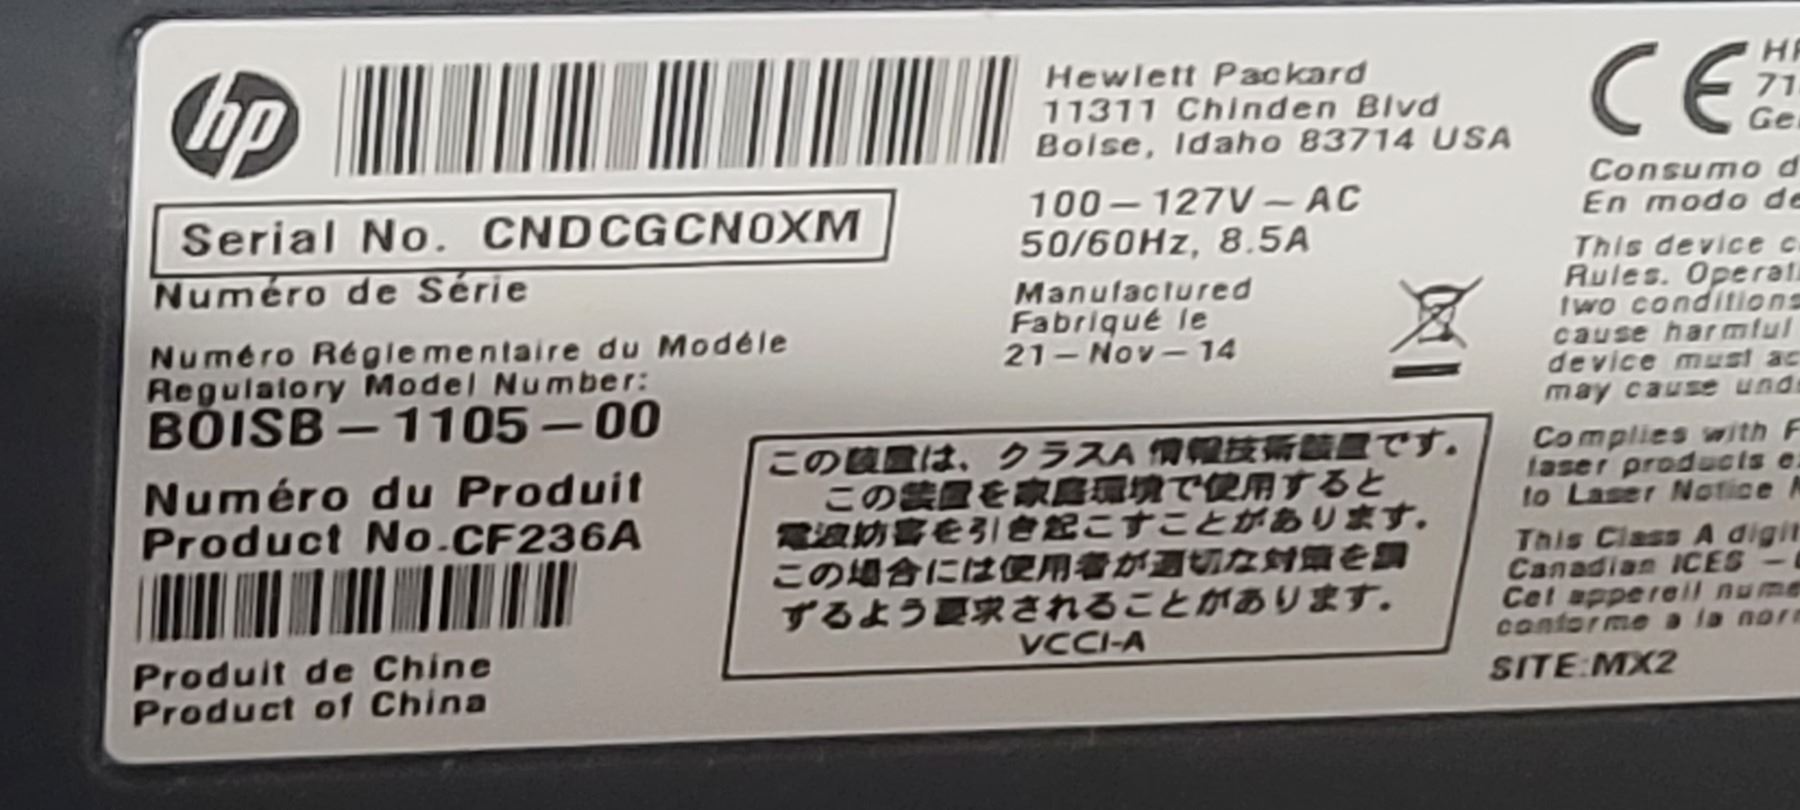 hp
Hewlett Packard
11311 Chinden Blvd
Boise, Idaho 83714 USA
Serial No. CNDCGCN0XM
Numéro de Série
100-127V~AC
50/60Hz, 8.5A
Manufactured
Fabriqué le
21-Nov-14
Numéro Réglementaire du Modéle
Regulatory Model Number:
BOISB-1105-00
Numéro du Produit
Product No.CF236A
Produit de Chine
Product of China
この装置は、クラスA 情報技術装置です。
この装置を家庭環境で使用すると
電波妨害を引き起こすことがあります。
この場合には使用者が適切な対策を講
ずるよう要求されることがあります。
VCCI-A
CE
Consumo
En modo
This device
Rules.
two conditions
cause harmful
device must
may cause
Complies with
laser products
to Laser Notice
This Class A
Canadian ICES -
Cet appareil
conforme a la
SITE:MX2